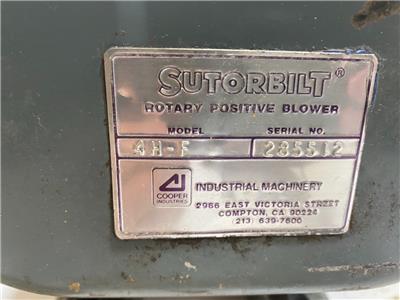 SUTORBILT®
ROTARY POSITIVE BLOWER
MODEL SERIAL NO.
4H-F 285512
CI
COOPER
INDUSTRIES
INDUSTRIAL MACHINERY
2966 EAST VICTORIA STREET
COMPTON, CA 90224
(213) 639-7600